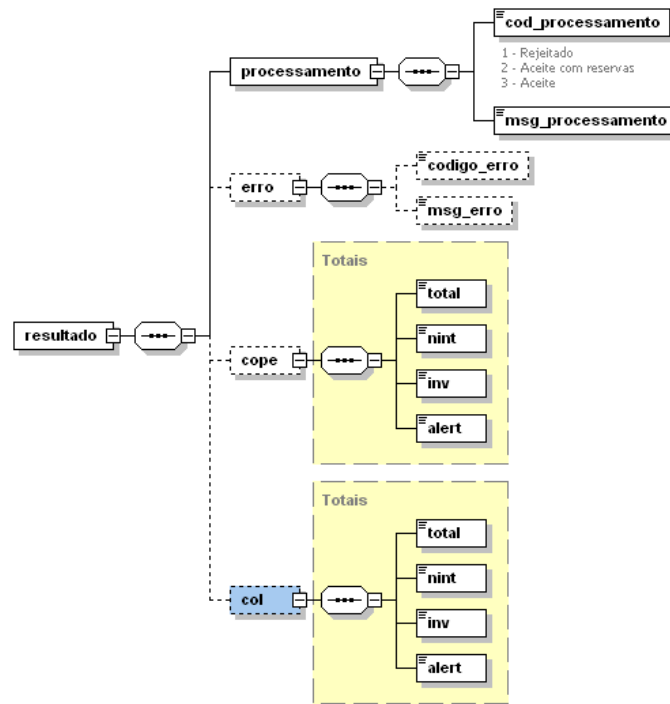 cod_processamento
1 - Rejeitado
2 - Aceite com reservas
3 - Aceite
processamento
msg_processamento
codigo_erro
erro
msg_erro
Totais
total
nint
resultado
cope
inv
alert
Totais
total
nint
col
inv
alert